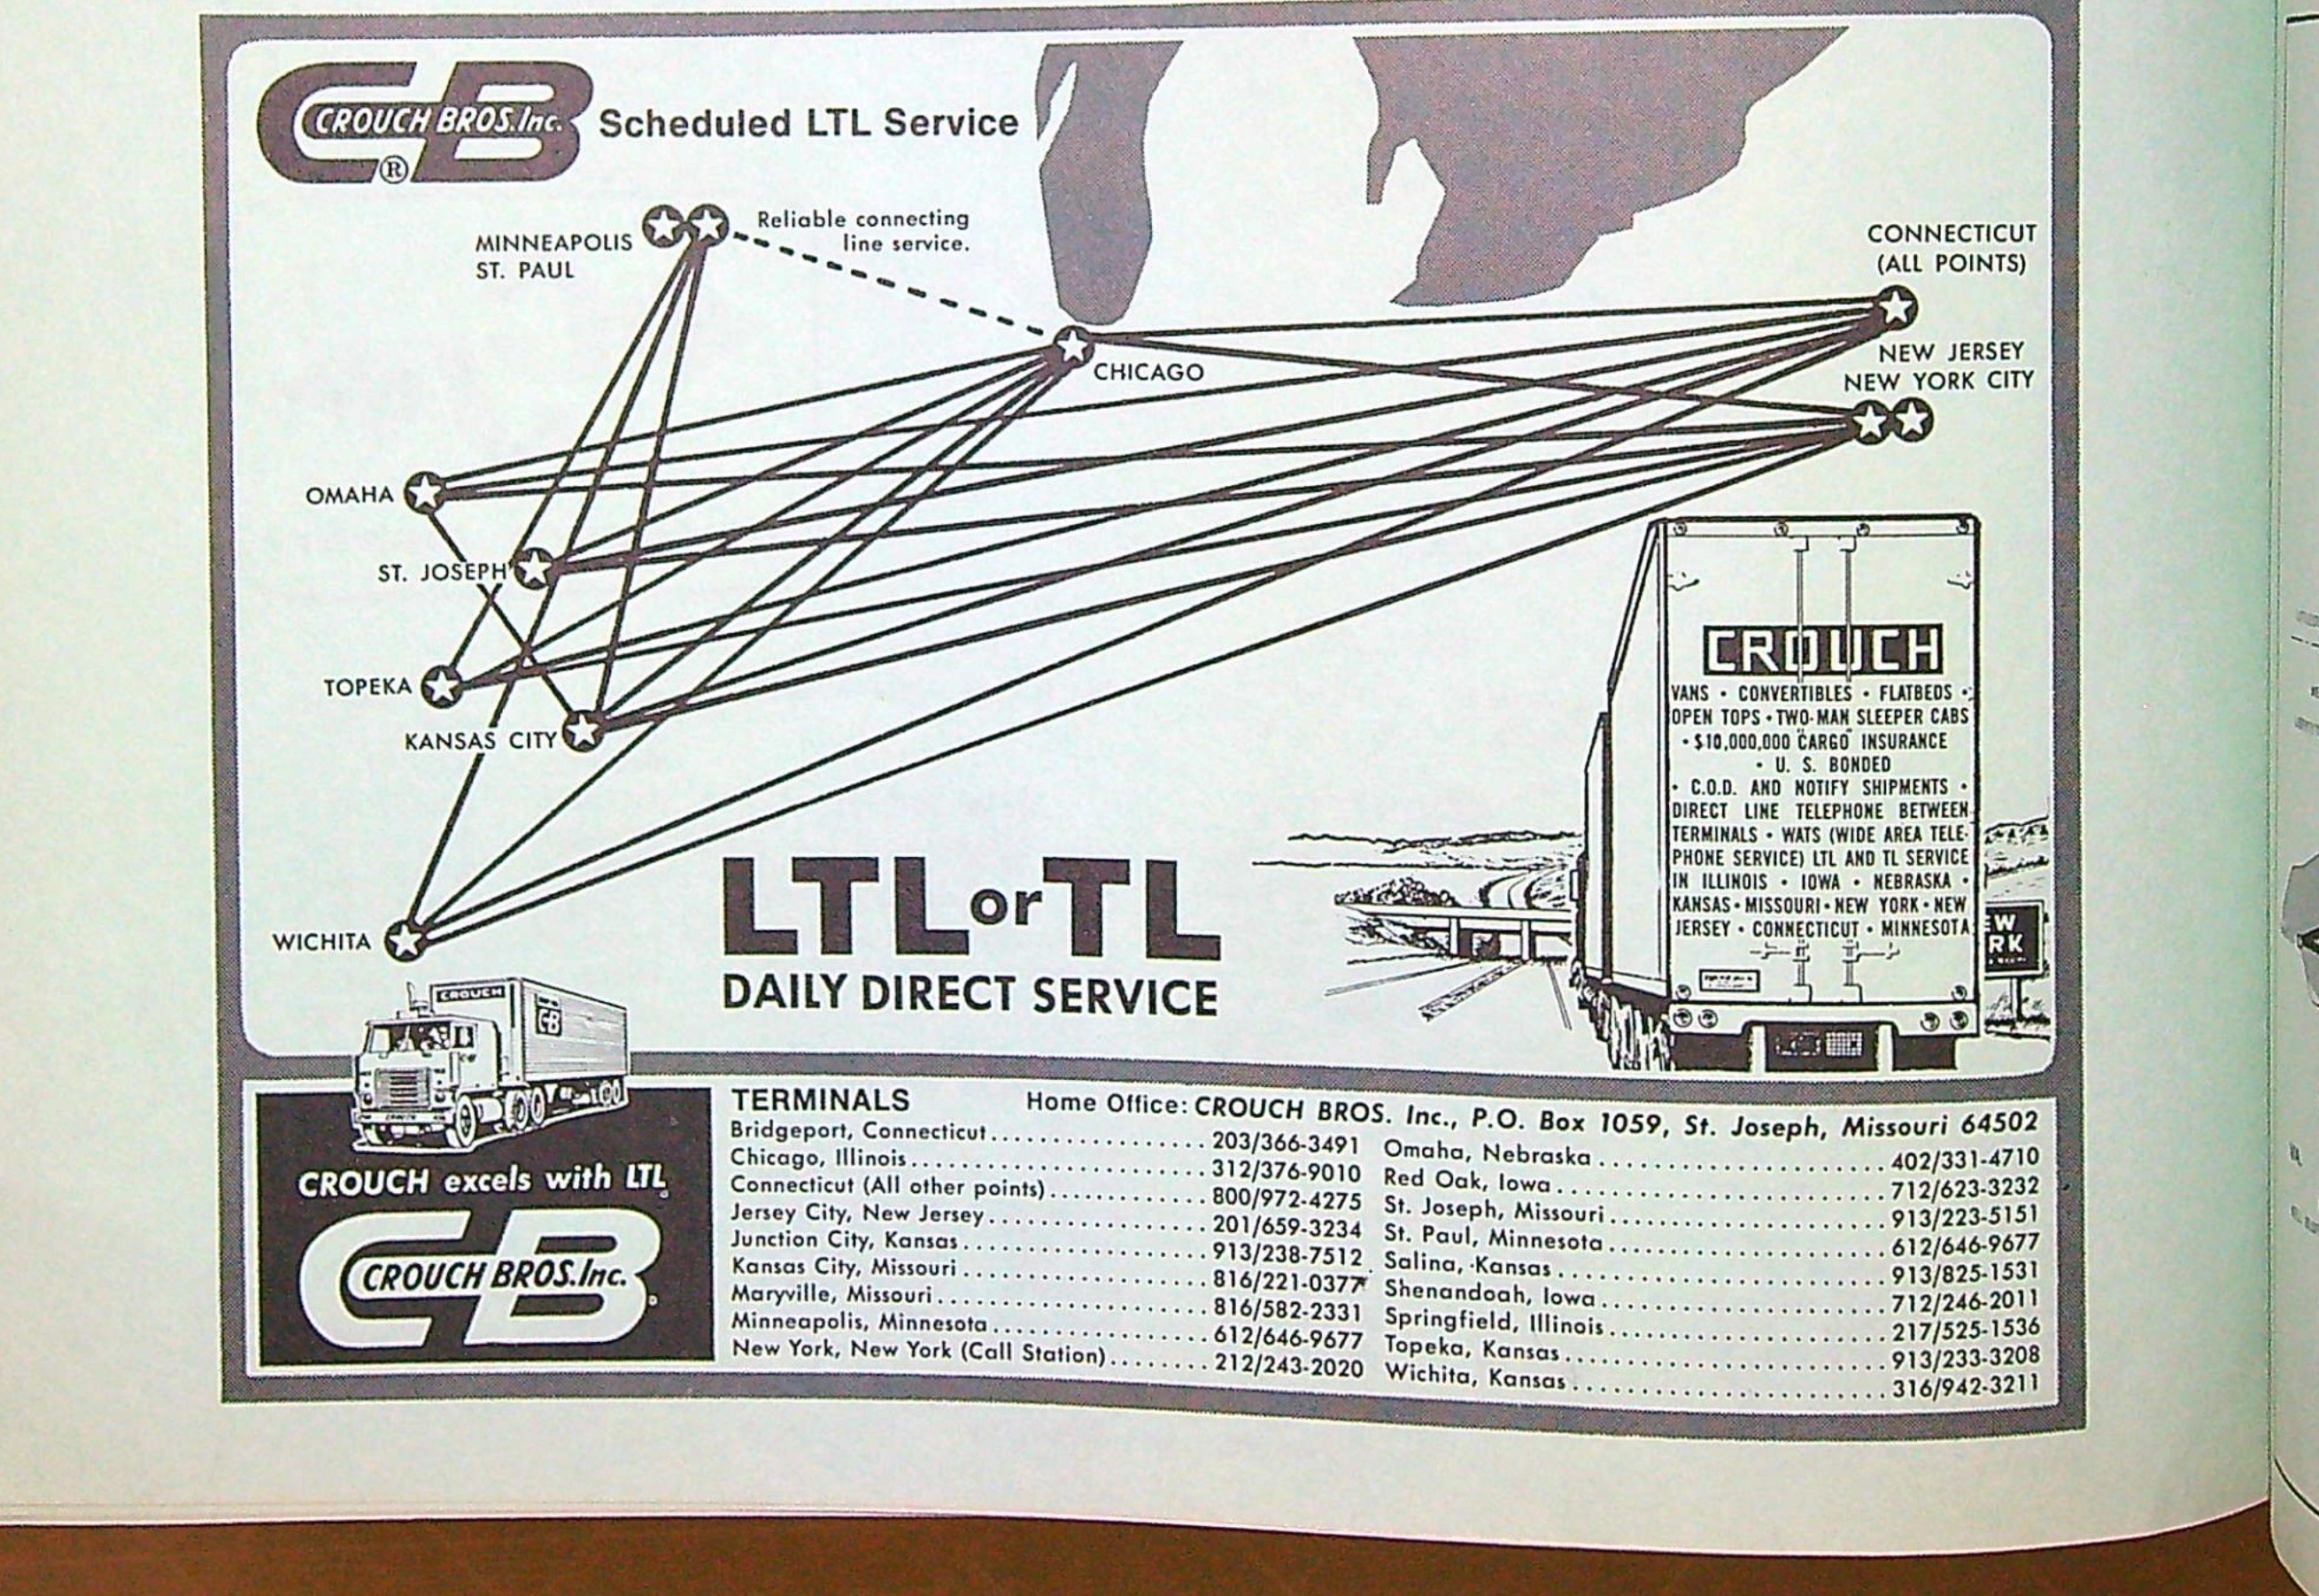 CB
CROUCH BROS. Inc.
®
Scheduled LTL Service
MINNEAPOLIS
ST. PAUL
Reliable connecting
line service.
CONNECTICUT
(ALL POINTS)
CHICAGO
NEW JERSEY
NEW YORK CITY
OMAHA
ST. JOSEPH
TOPEKA
KANSAS CITY
WICHITA
CROUCH
VANS • CONVERTIBLES • FLATBEDS •
OPEN TOPS • TWO-MAN SLEEPER CABS
• $10,000,000 "CARGO" INSURANCE
• U. S. BONDED
• C.O.D. AND NOTIFY SHIPMENTS •
DIRECT LINE TELEPHONE BETWEEN
TERMINALS • WATS (WIDE AREA TELE-
PHONE SERVICE) LTL AND TL SERVICE
IN ILLINOIS • IOWA • NEBRASKA •
KANSAS • MISSOURI • NEW YORK • NEW
JERSEY • CONNECTICUT • MINNESOTA
EW
RK
LTL or TL
DAILY DIRECT SERVICE
CROUCH
CB
CROUCH excels with LTL
CB
CROUCH BROS. Inc.
TERMINALS
Home Office: CROUCH BROS. Inc., P.O. Box 1059, St. Joseph, Missouri 64502
Bridgeport, Connecticut.................. 203/366-3491
Chicago, Illinois......................... 312/376-9010
Connecticut (All other points)............. 800/972-4275
Jersey City, New Jersey.................. 201/659-3234
Junction City, Kansas.................... 913/238-7512
Kansas City, Missouri.................... 816/221-0377
Maryville, Missouri...................... 816/582-2331
Minneapolis, Minnesota.................. 612/646-9677
New York, New York (Call Station)........ 212/243-2020
Omaha, Nebraska........................ 402/331-4710
Red Oak, Iowa........................... 712/623-3232
St. Joseph, Missouri....................... 913/223-5151
St. Paul, Minnesota....................... 612/646-9677
Salina, Kansas............................ 913/825-1531
Shenandoah, Iowa........................ 712/246-2011
Springfield, Illinois....................... 217/525-1536
Topeka, Kansas........................... 913/233-3208
Wichita, Kansas.......................... 316/942-3211